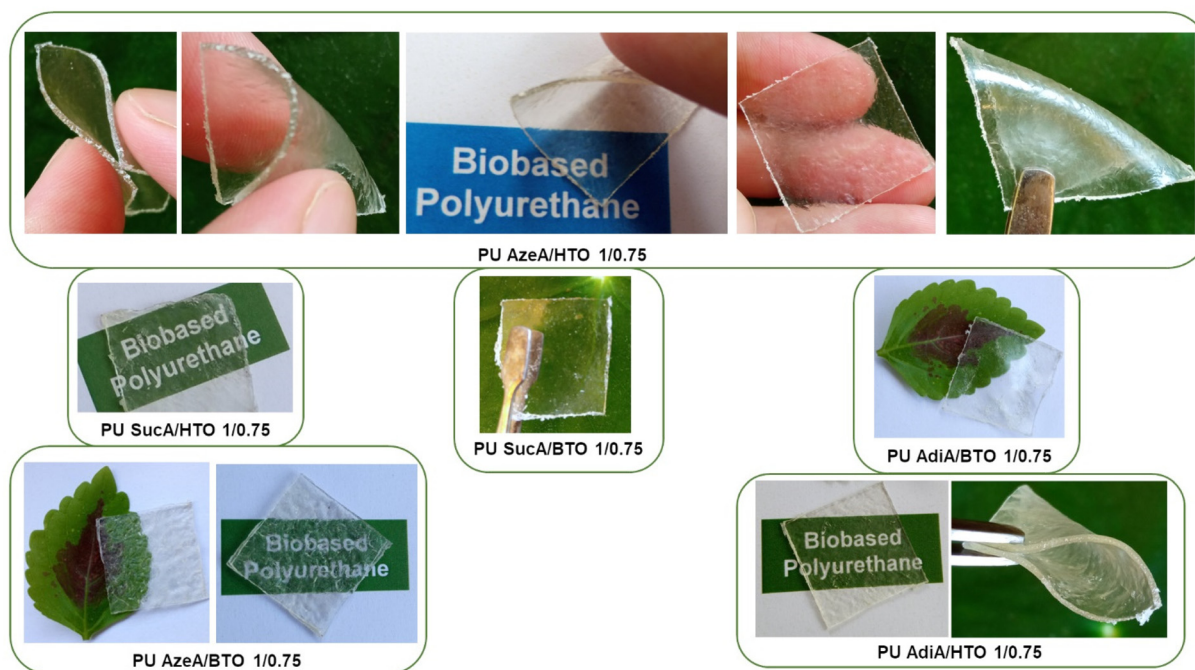 Biobased
Polyurethane
PU AzeA/HTO 1/0.75
Biobased
Polyurethane
PU SucA/HTO 1/0.75
PU SucA/BTO 1/0.75
PU AdiA/BTO 1/0.75
Biobased
Polyurethane
PU AzeA/BTO 1/0.75
Biobased
Polyurethane
PU AdiA/HTO 1/0.75